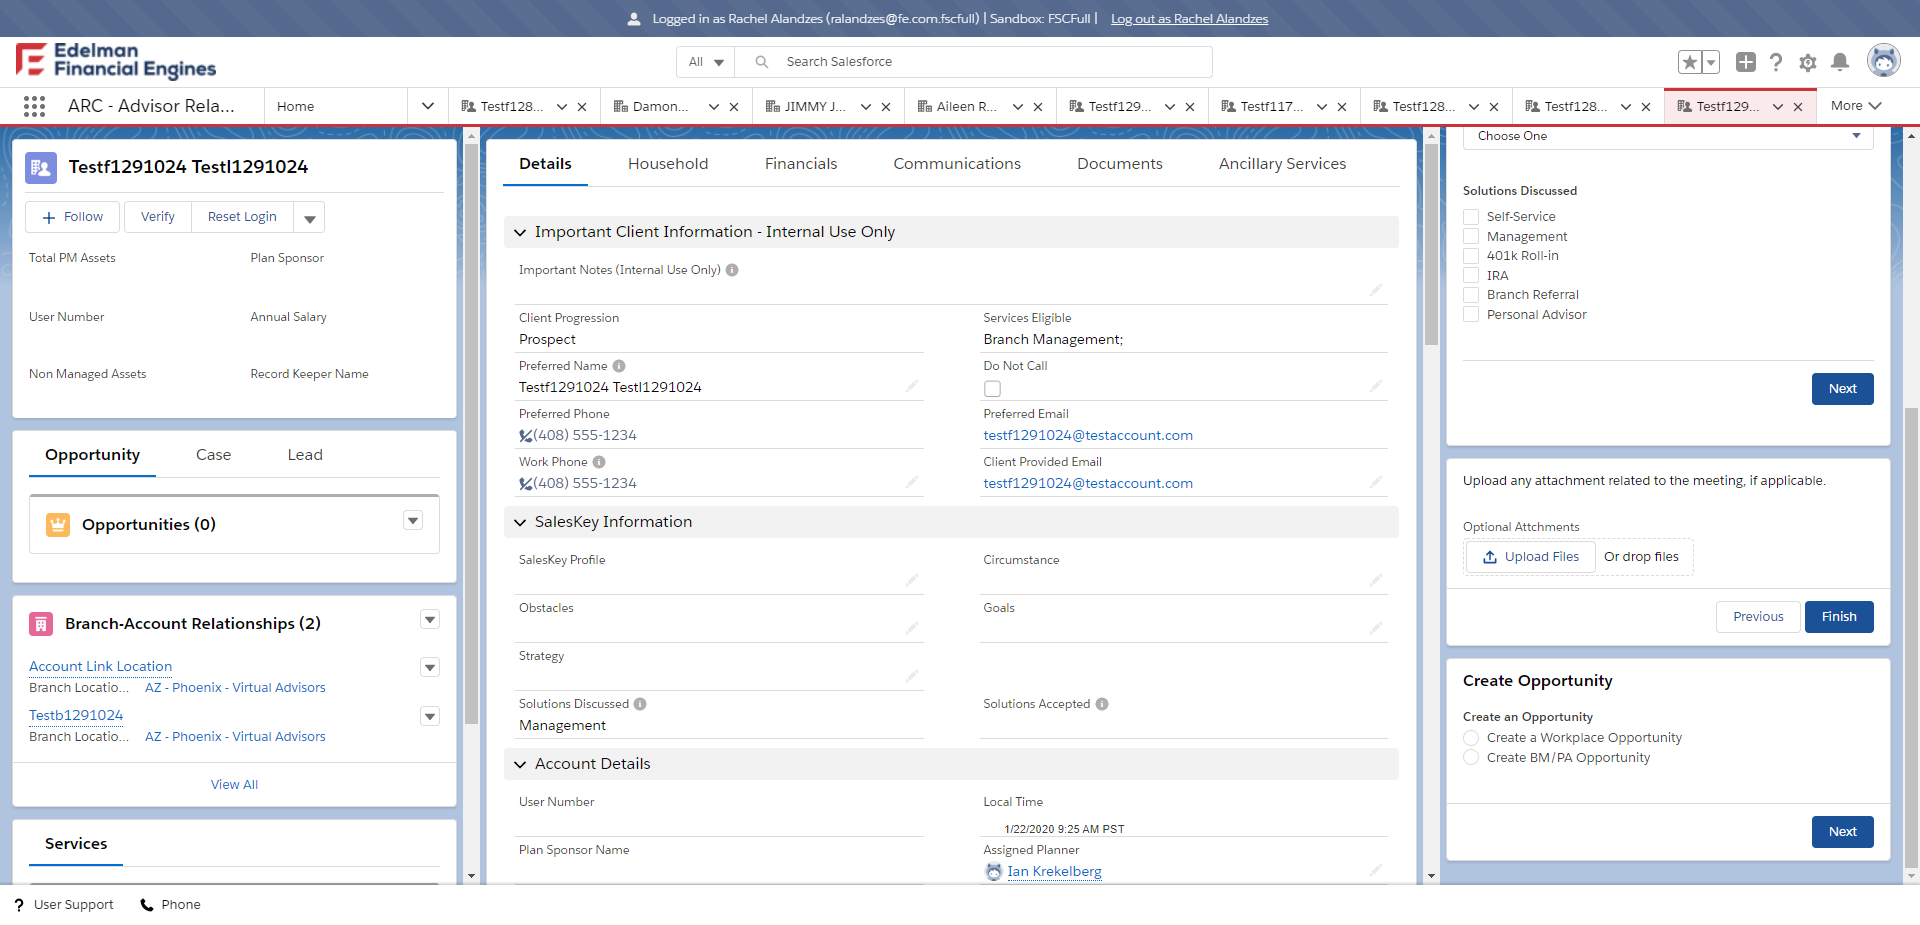 Logged in as Rachel Alandzes (ralandzes@fe.com.fscfull) | Sandbox: FSCFull | Log out as Rachel Alandzes
Edelman
Financial Engines
All
Search Salesforce
ARC - Advisor Rela...
Home
Testf128...
Damon...
JIMMY J...
Aileen R...
Testf129...
Testf117...
Testf128...
Testf128...
Testf129...
More
Testf1291024 Testl1291024
Follow
Verify
Reset Login
Total PM Assets
Plan Sponsor
User Number
Annual Salary
Non Managed Assets
Record Keeper Name
Opportunity
Case
Lead
Opportunities (0)
Branch-Account Relationships (2)
Account Link Location
Branch Locatio... AZ - Phoenix - Virtual Advisors
Testb1291024
Branch Locatio... AZ - Phoenix - Virtual Advisors
View All
Services
Details
Household
Financials
Communications
Documents
Ancillary Services
Important Client Information - Internal Use Only
Important Notes (Internal Use Only)
Client Progression
Prospect
Services Eligible
Branch Management;
Preferred Name
Testf1291024 Testl1291024
Do Not Call
Preferred Phone
(408) 555-1234
Preferred Email
testf1291024@testaccount.com
Work Phone
(408) 555-1234
Client Provided Email
testf1291024@testaccount.com
SalesKey Information
SalesKey Profile
Circumstance
Obstacles
Goals
Strategy
Solutions Discussed
Management
Solutions Accepted
Account Details
User Number
Local Time
1/22/2020 9:25 AM PST
Plan Sponsor Name
Assigned Planner
Ian Krekelberg
Choose One
Solutions Discussed
Self-Service
Management
401k Roll-in
IRA
Branch Referral
Personal Advisor
Next
Upload any attachment related to the meeting, if applicable.
Optional Attchments
Upload Files
Or drop files
Previous
Finish
Create Opportunity
Create an Opportunity
Create a Workplace Opportunity
Create BM/PA Opportunity
Next
? User Support
Phone